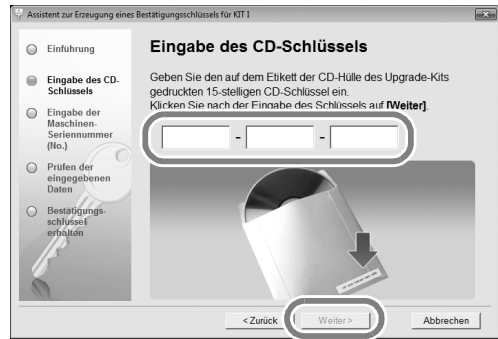 Assistent zur Erzeugung eines Bestätigungsschlüssels für KIT I
Einführung
Eingabe des CD-
Schlüssels
Eingabe der
Maschinen-
Seriennummer
(No.)
Prüfen der
eingegebenen
Daten
Bestätigungs-
schlüssel
erhalten
Eingabe des CD-Schlüssels
Geben Sie den auf dem Etikett der CD-Hülle des Upgrade-Kits
gedruckten 15-stelligen CD-Schlüssel ein.
Klicken Sie nach der Eingabe des Schlüssels auf [Weiter].
- -
< Zurück
Weiter >
Abbrechen